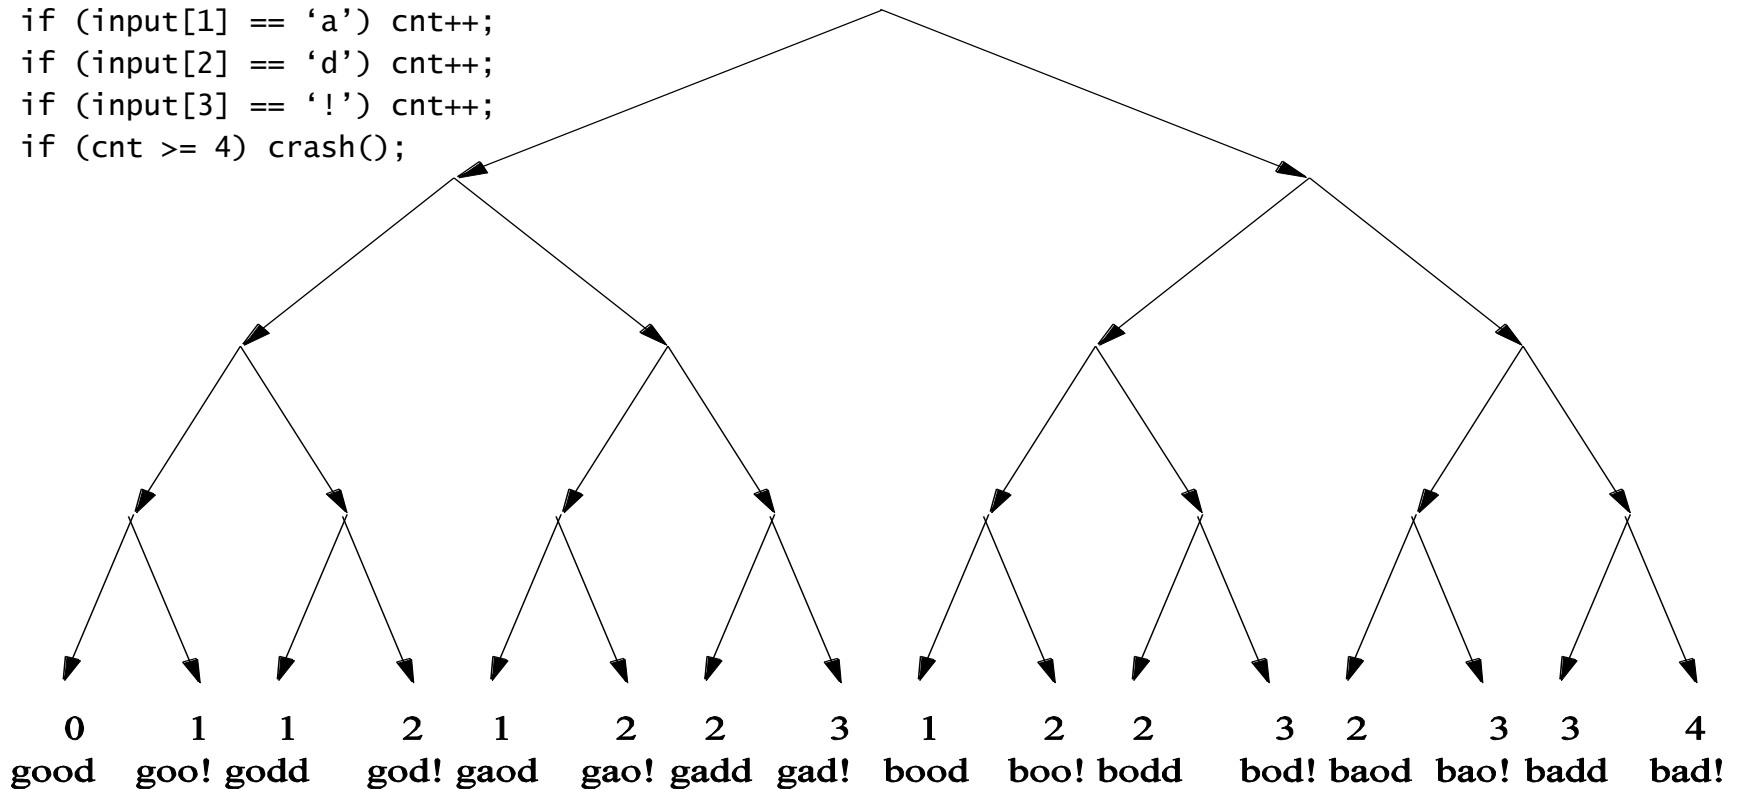 if (input[1] == ‘a’) cnt++;
if (input[2] == ‘d’) cnt++;
if (input[3] == ‘!’) cnt++;
if (cnt >= 4) crash();
0 1 1 2 1 2 2 3 1 2 2 3 2 3 3 4
good goo! godd god! gaod gao! gadd gad! bood boo! bodd bod! baod bao! badd bad!